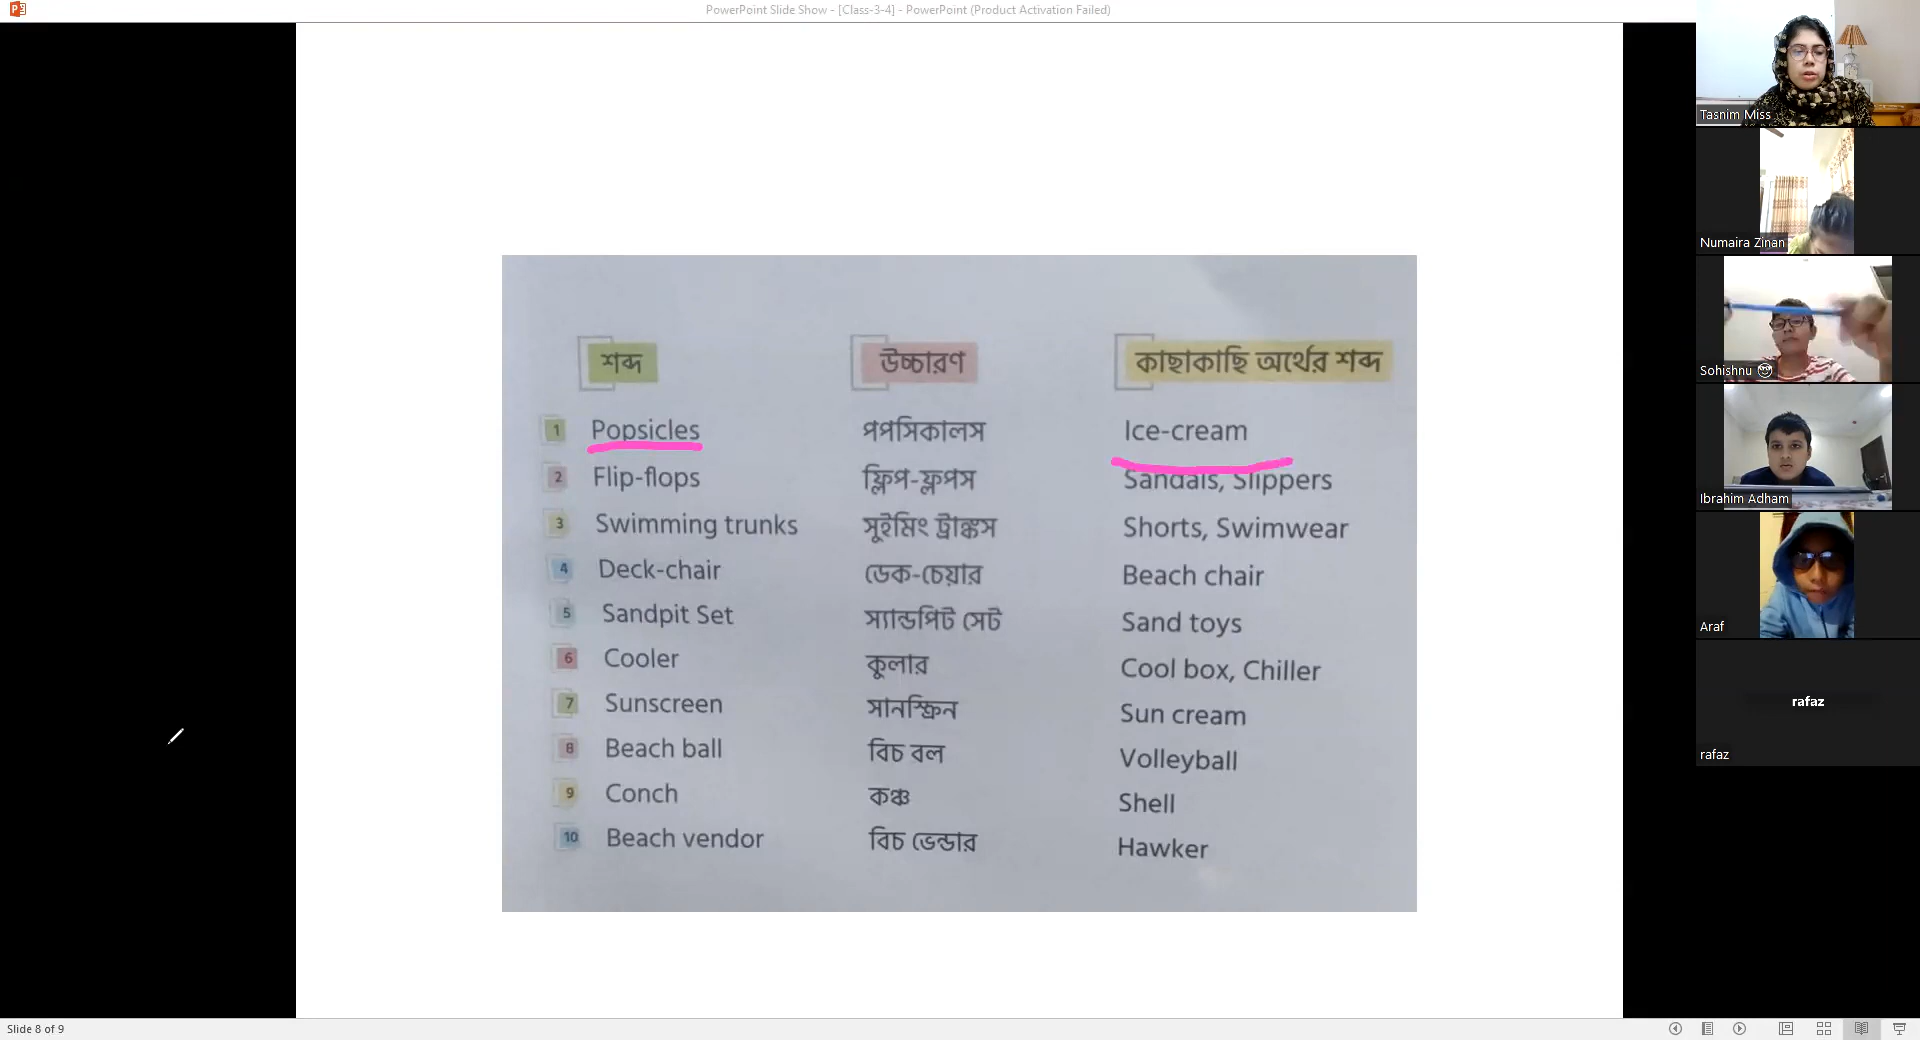 PowerPoint Slide Show - [Class-3-4] - PowerPoint (Product Activation Failed)
শব্দ উচ্চারণ কাছাকাছি অর্থের শব্দ
1 Popsicles পপসিকালস Ice-cream
2 Flip-flops ফ্লিপ-ফ্লপস Sandals, Slippers
3 Swimming trunks সুইমিং ট্রাঙ্কস Shorts, Swimwear
4 Deck-chair ডেক-চেয়ার Beach chair
5 Sandpit Set স্যান্ডপিট সেট Sand toys
6 Cooler কুলার Cool box, Chiller
7 Sunscreen সানস্ক্রিন Sun cream
8 Beach ball বিচ বল Volleyball
9 Conch কঞ্চ Shell
10 Beach vendor বিচ ভেন্ডার Hawker
Tasnim Miss
Numaira Zinan
Sohishnu
Ibrahim Adham
Araf
rafaz
rafaz
Slide 8 of 9